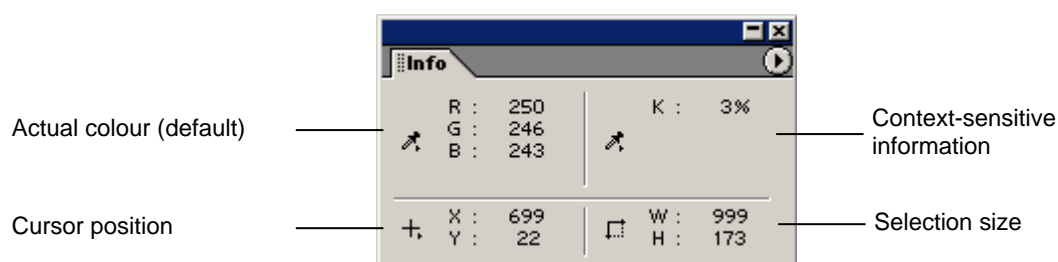 Info
Actual colour (default)
R : 250
G : 246
B : 243
K : 3%
Context-sensitive
information
Cursor position
X : 699
Y : 22
W : 999
H : 173
Selection size